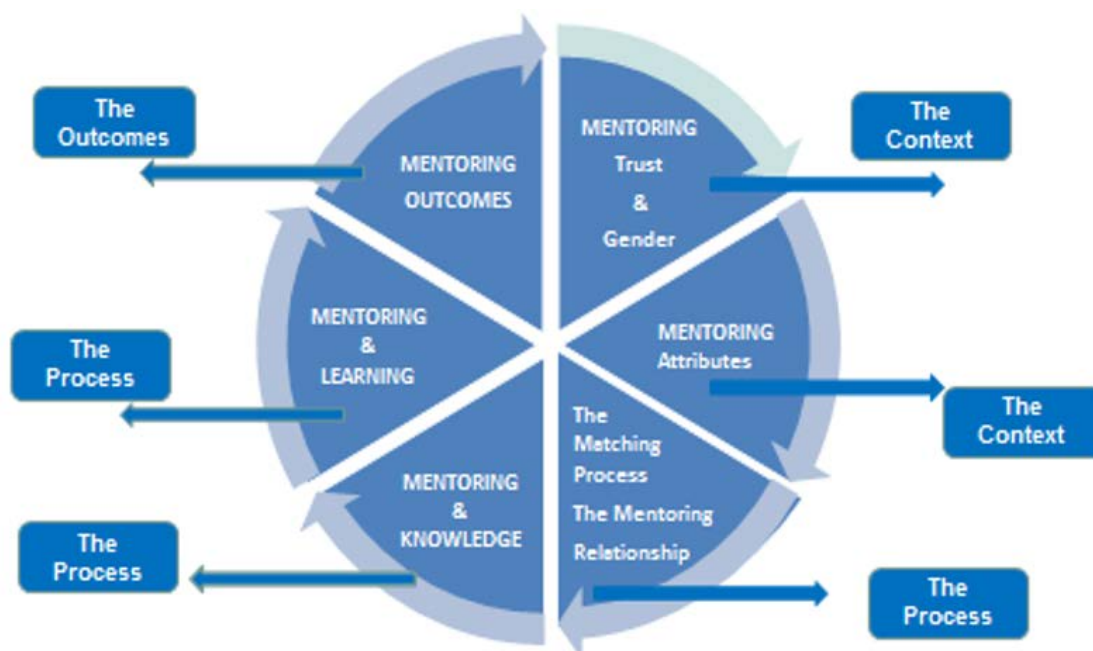 The
Outcomes
MENTORING
OUTCOMES
MENTORING
Trust
&
Gender
The
Context
MENTORING
Attributes
The
Context
The
Matching
Process
The Mentoring
Relationship
The
Process
MENTORING
&
KNOWLEDGE
The
Process
MENTORING
&
LEARNING
The
Process